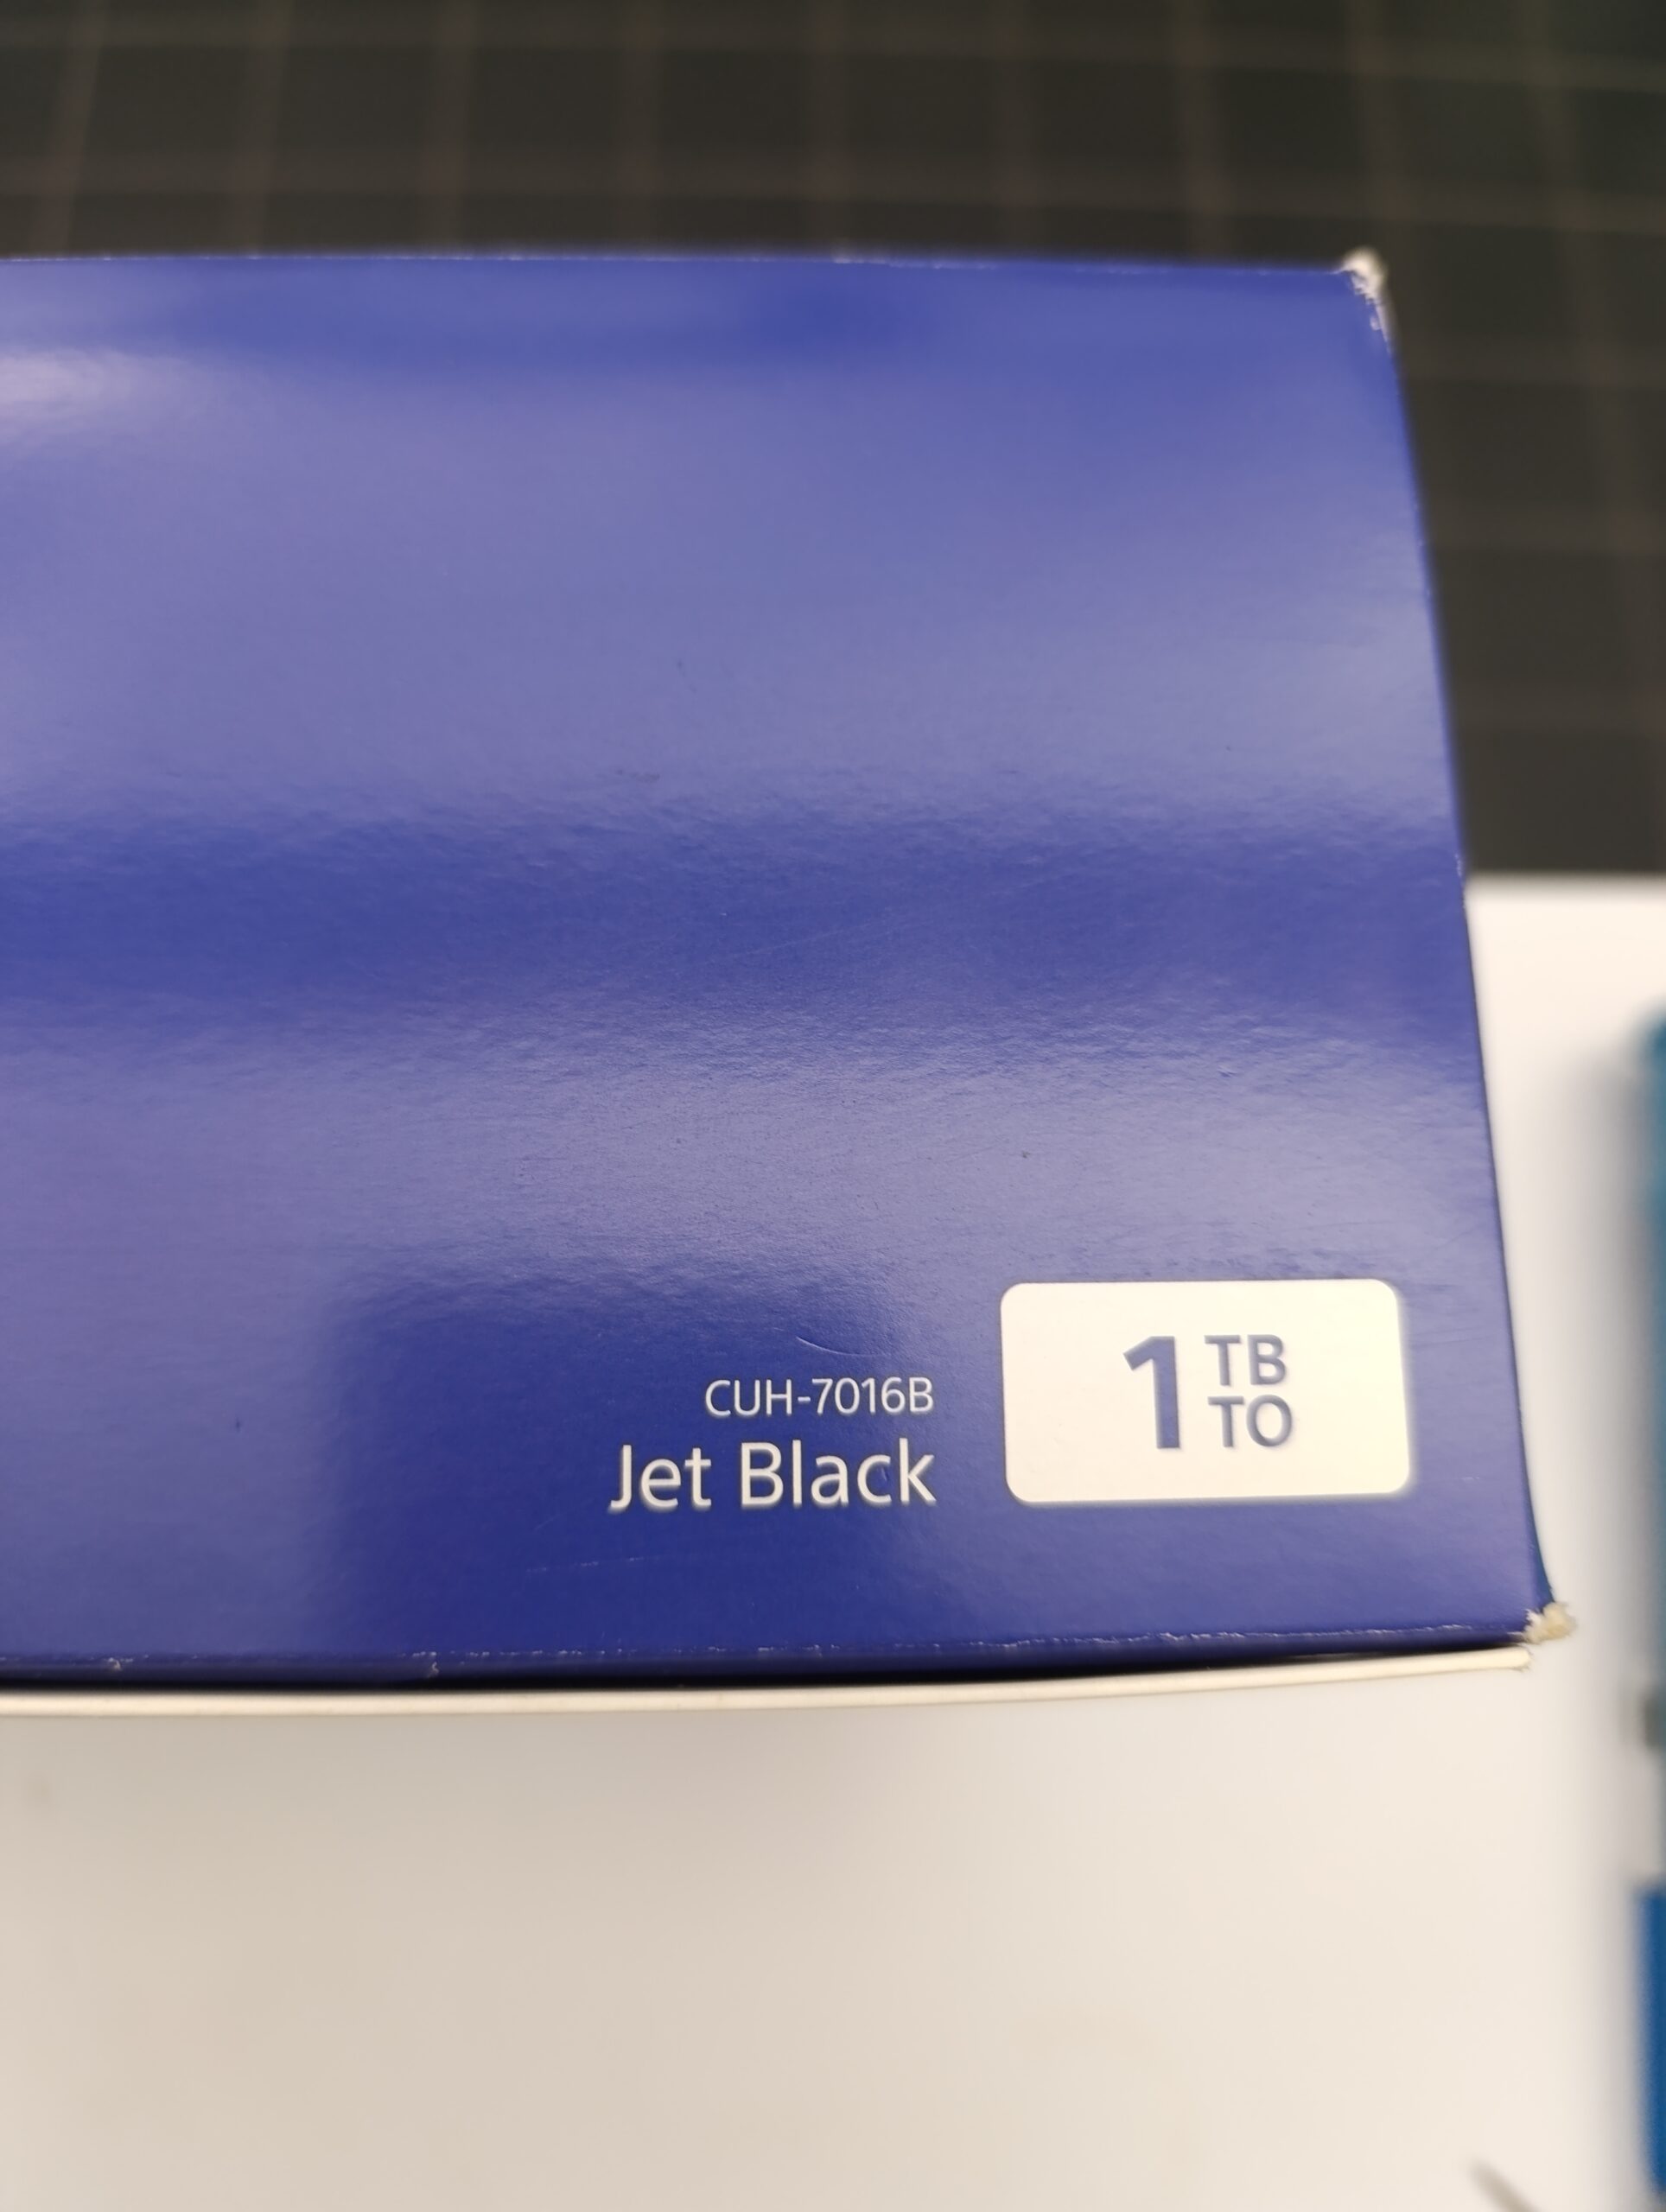 CUH-7016B
Jet Black
1 TB
TO